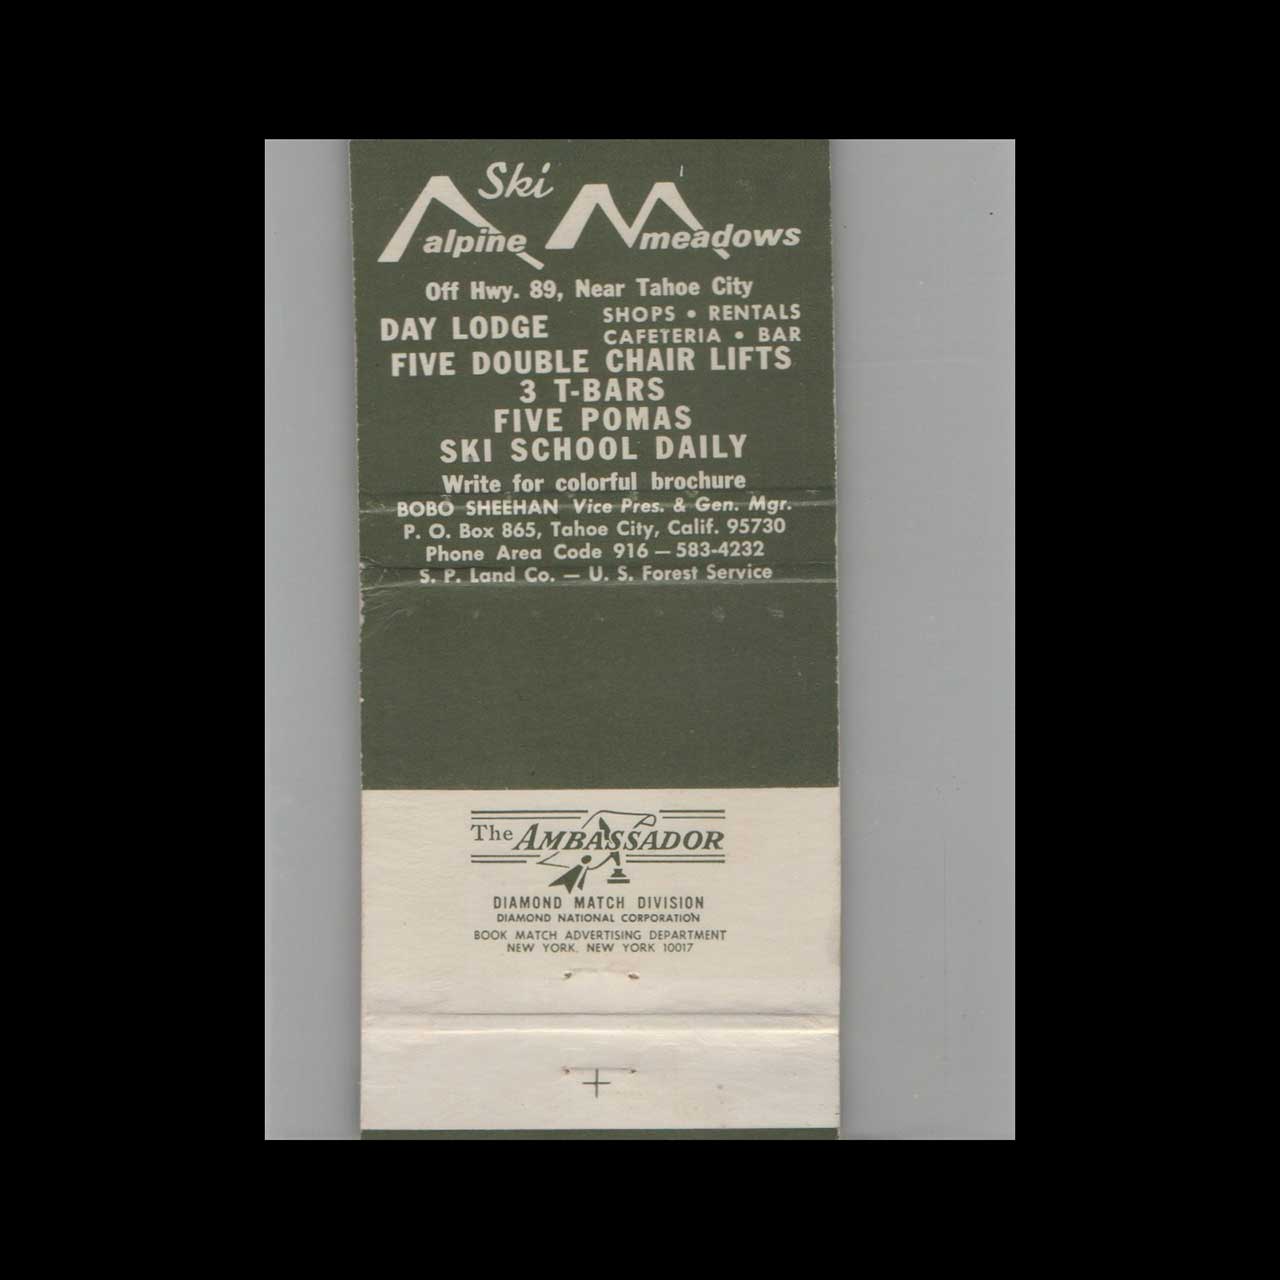 Ski
alpine meadows
Off Hwy. 89, Near Tahoe City
DAY LODGE
SHOPS • RENTALS
CAFETERIA • BAR
FIVE DOUBLE CHAIR LIFTS
3 T-BARS
FIVE POMAS
SKI SCHOOL DAILY
Write for colorful brochure
BOBO SHEEHAN Vice Pres. & Gen. Mgr.
P. O. Box 865, Tahoe City, Calif. 95730
Phone Area Code 916 — 583-4232
S. P. Land Co. — U. S. Forest Service
The AMBASSADOR
DIAMOND MATCH DIVISION
DIAMOND NATIONAL CORPORATION
BOOK MATCH ADVERTISING DEPARTMENT
NEW YORK, NEW YORK 10017